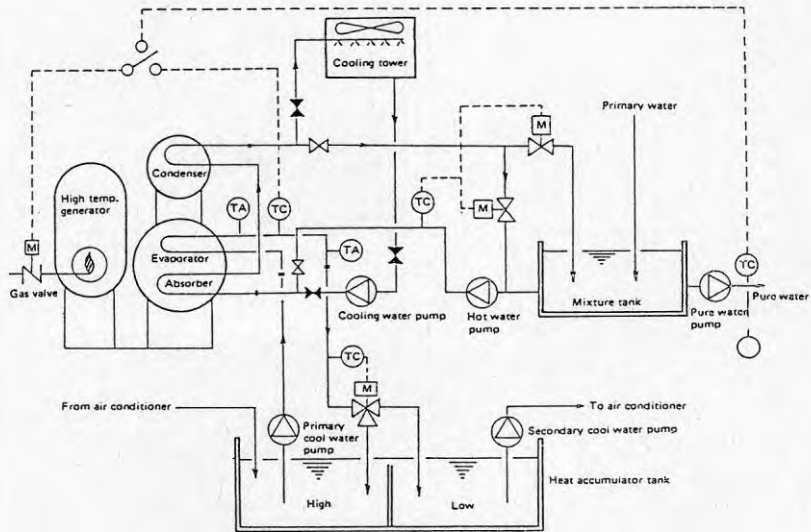 Cooling tower
Primary water
M
Condenser
High temp.
generator
TC
M
TA
TC
M
Evaporator
TA
TC
Gas valve
Absorber
Mixture tank
Pure water
Cooling water pump
Hot water
pump
Pure water
pump
TC
M
From air conditioner
To air conditioner
Primary
cool water
pump
Secondary cool water pump
High
Low
Heat accumulator tank